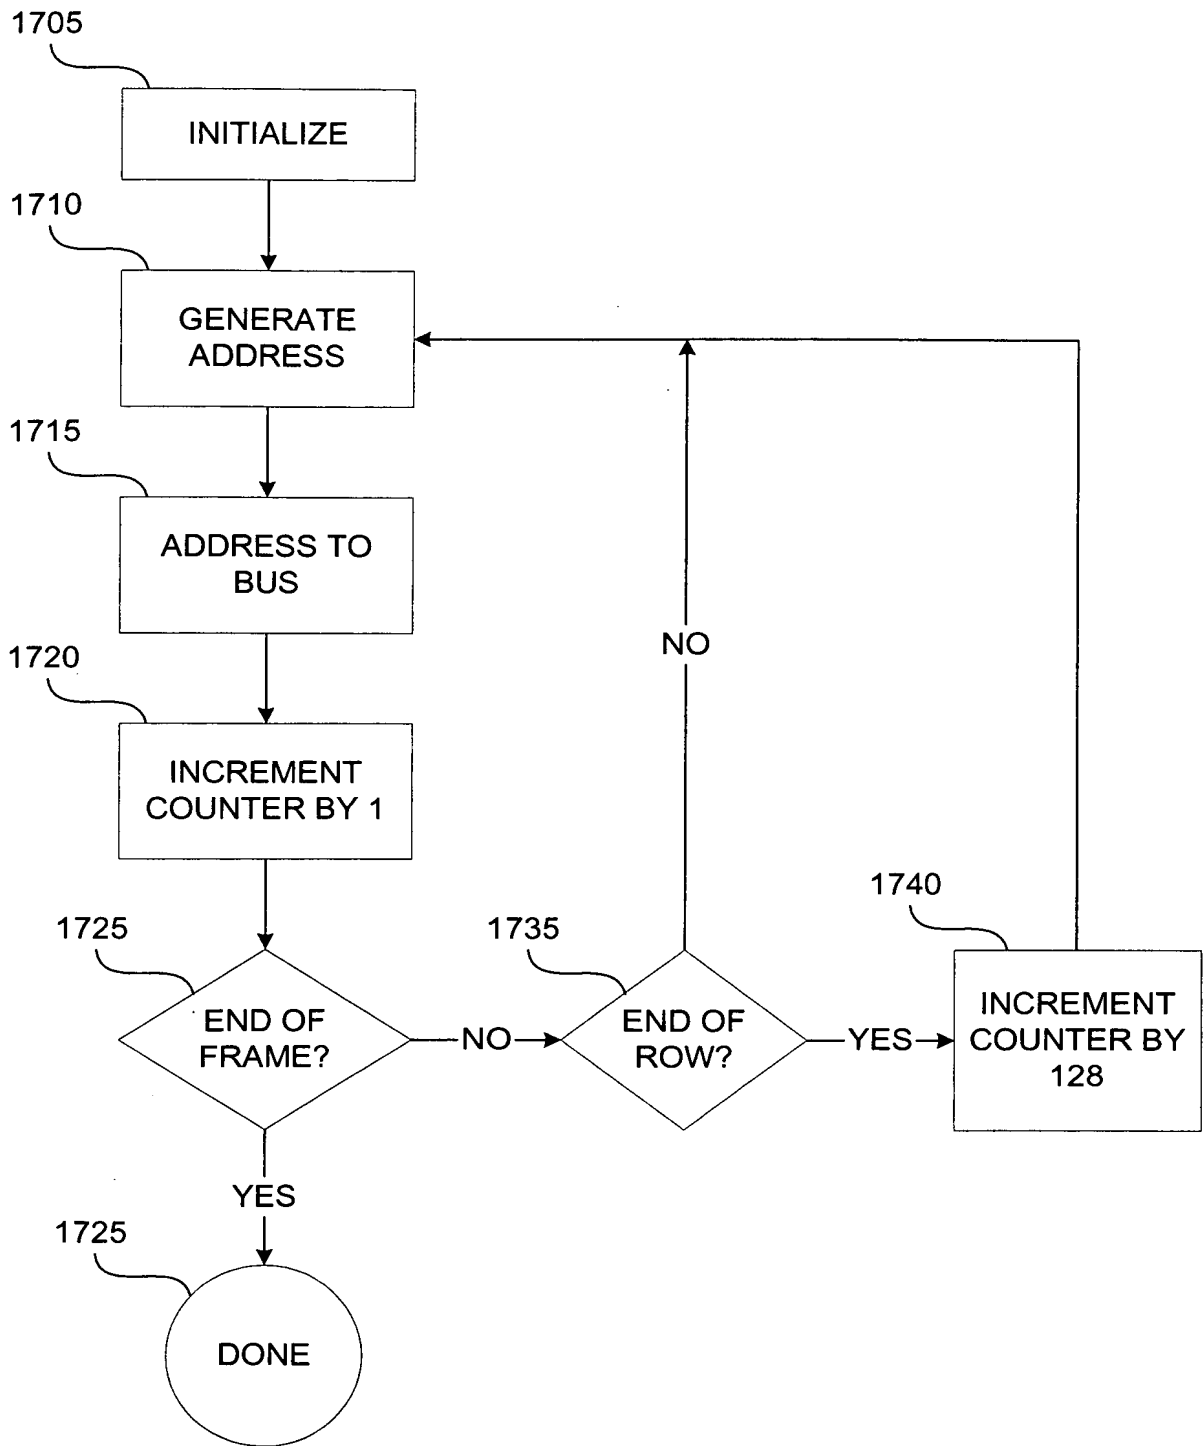 1705
INITIALIZE
1710
GENERATE
ADDRESS
1715
ADDRESS TO
BUS
1720
INCREMENT
COUNTER BY 1
NO
1725
END OF
FRAME?
NO
1735
END OF
ROW?
YES
1740
INCREMENT
COUNTER BY
128
YES
1725
DONE